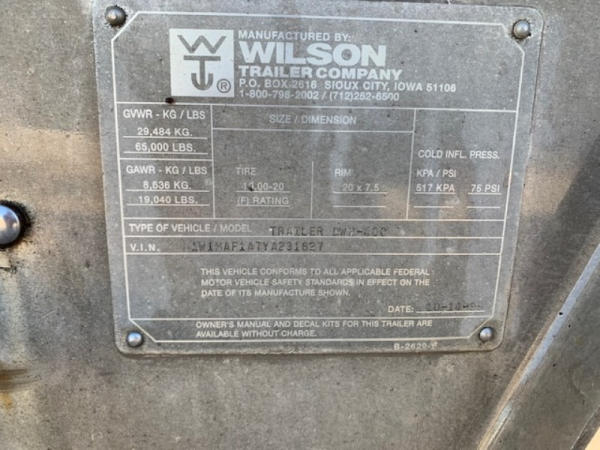 MANUFACTURED BY:
WILSON
TRAILER COMPANY
P.O. BOX 2616 SIOUX CITY, IOWA 51106
1-800-798-2002 / (712)252-6500
WT ®
GVWR - KG / LBS
29,484 KG.
65,000 LBS.
SIZE / DIMENSION
GAWR - KG / LBS
8,636 KG.
19,040 LBS.
TIRE
11.00-20
(F) RATING
RIM
20 x 7.5
COLD INFL. PRESS.
KPA / PSI
517 KPA 75 PSI
TYPE OF VEHICLE / MODEL TRAILER
V.I.N.
THIS VEHICLE CONFORMS TO ALL APPLICABLE FEDERAL
MOTOR VEHICLE SAFETY STANDARDS IN EFFECT ON THE
DATE OF ITS MANUFACTURE SHOWN.
DATE:
OWNER'S MANUAL AND DECAL KITS FOR THIS TRAILER ARE
AVAILABLE WITHOUT CHARGE.